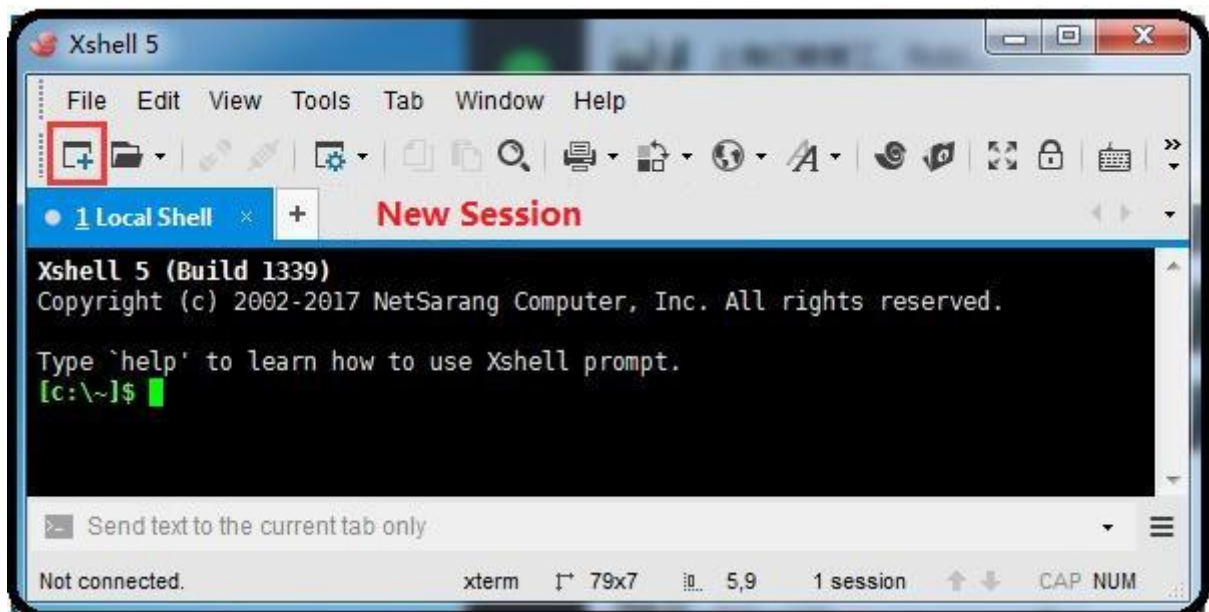 Xshell 5
File Edit View Tools Tab Window Help
1 Local Shell × + New Session
Xshell 5 (Build 1339)
Copyright (c) 2002-2017 NetSarang Computer, Inc. All rights reserved.
Type `help' to learn how to use Xshell prompt.
[c:\~]$
Send text to the current tab only
Not connected. xterm 79x7 5,9 1 session CAP NUM